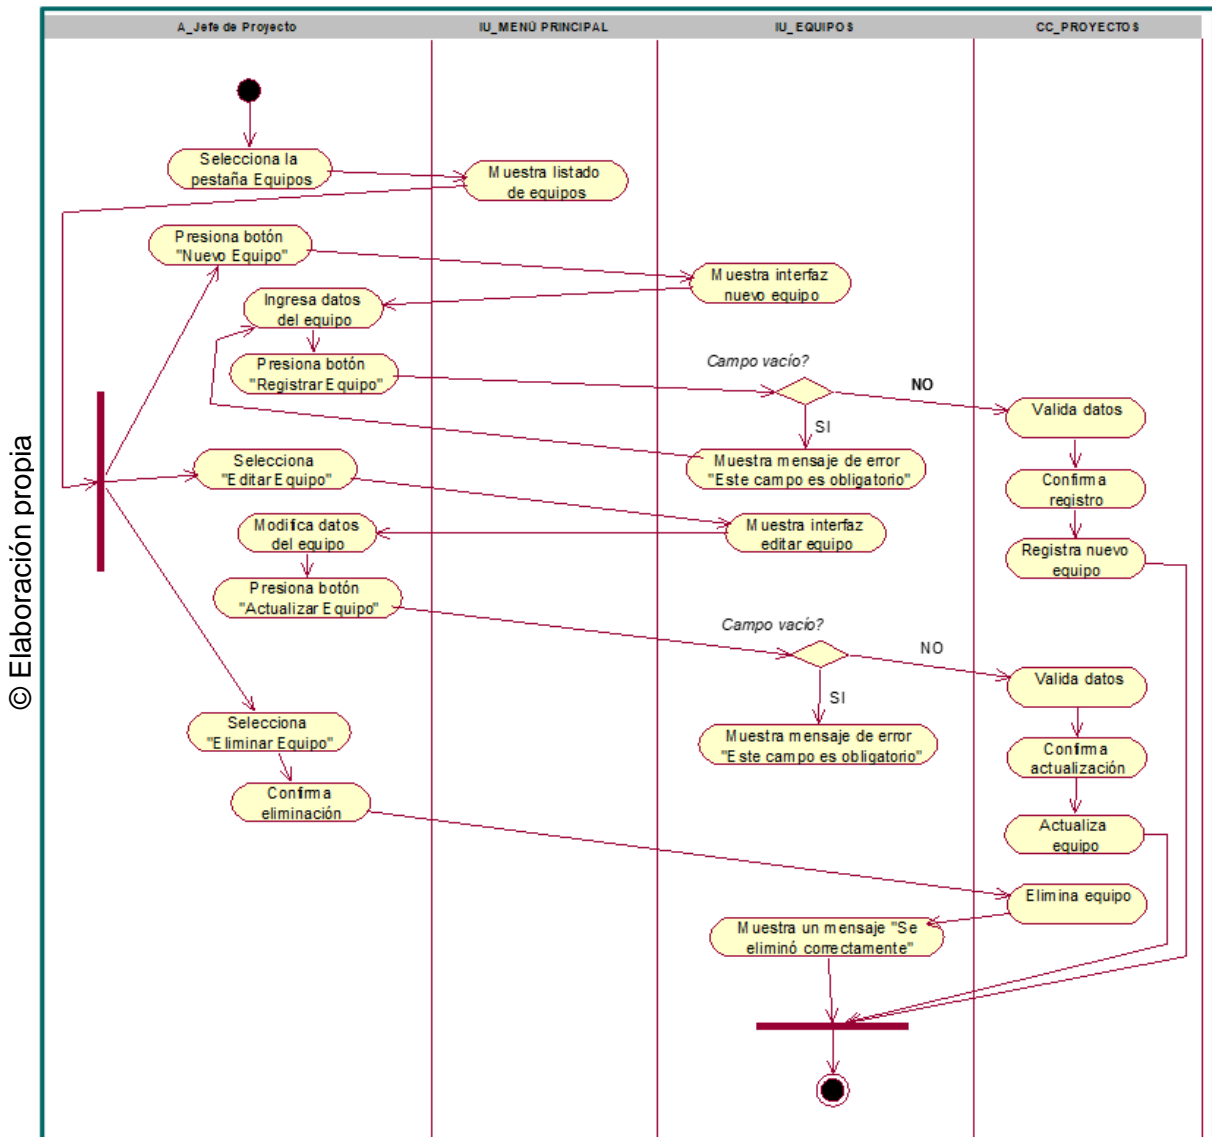 A_Jefe de Proyecto
IU_MENÚ PRINCIPAL
IU_EQUIPOS
CC_PROYECTOS
Selecciona la
pestaña Equipos
Muestra listado
de equipos
Presiona botón
"Nuevo Equipo"
Muestra interfaz
nuevo equipo
Ingresa datos
del equipo
Presiona botón
"Registrar Equipo"
Campo vacío?
NO
SI
Valida datos
Muestra mensaje de error
"Este campo es obligatorio"
Confirma
registro
Registra nuevo
equipo
Selecciona
"Editar Equipo"
Muestra interfaz
editar equipo
Modifica datos
del equipo
Presiona botón
"Actualizar Equipo"
Campo vacío?
NO
SI
Valida datos
Muestra mensaje de error
"Este campo es obligatorio"
Confirma
actualización
Actualiza
equipo
Selecciona
"Eliminar Equipo"
Confirma
eliminación
Elimina equipo
Muestra un mensaje "Se
eliminó correctamente"
© Elaboración propia